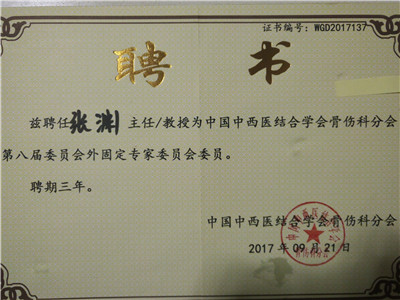 证书编号：WGD2017137
聘书
兹聘任张渊 主任/教授为中国中西医结合学会骨伤科分会
第八届委员会外固定专家委员会委员。
聘期三年。
中国中西医结合学会骨伤科分会
2017年09月21日